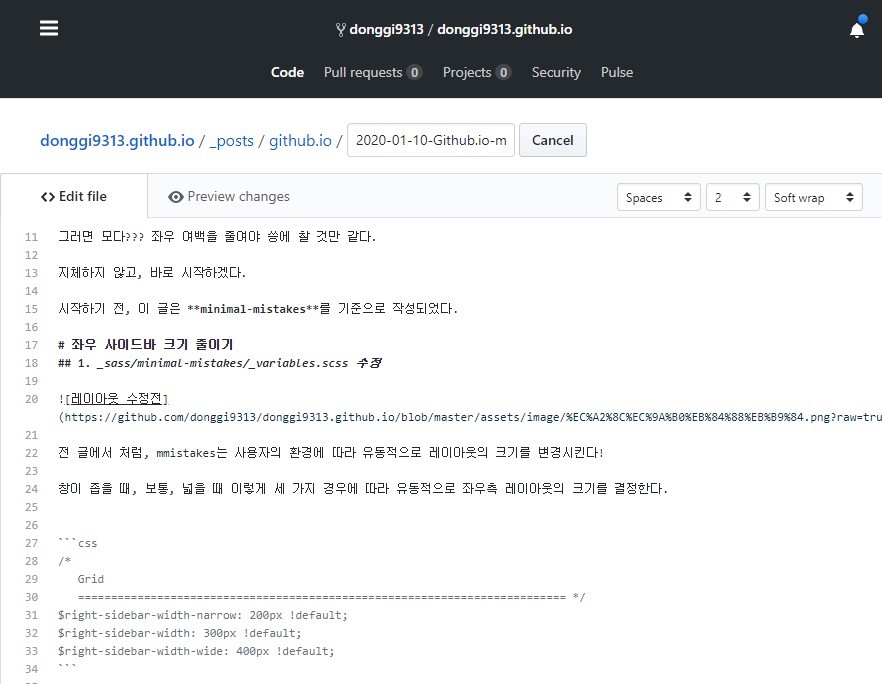 donggi9313 / donggi9313.github.io
Code Pull requests 0 Projects 0 Security Pulse
donggi9313.github.io / _posts / github.io / 2020-01-10-Github.io-m Cancel
Edit file Preview changes Spaces 2 Soft wrap
11 그러면 모다??? 좌우 여백을 줄여야 쓩에 찰 것만 같다.
12
13 지체하지 않고, 바로 시작하겠다.
14
15 시작하기 전, 이 글은 **minimal-mistakes**를 기준으로 작성되었다.
16
17 # 좌우 사이드바 크기 줄이기
18 ## 1. _sass/minimal-mistakes/_variables.scss 수정
19
20 ![레이아웃 수정전]
(https://github.com/donggi9313/donggi9313.github.io/blob/master/assets/image/%EC%A2%8C%EC%9A%B0%EB%84%88%EB%B9%84.png?raw=tru
21
22 전 글에서 처럼, mmistakes는 사용자의 환경에 따라 유동적으로 레이아웃의 크기를 변경시킨다!
23
24 창이 좁을 때, 보통, 넓을 때 이렇게 세 가지 경우에 따라 유동적으로 좌우측 레이아웃의 크기를 결정한다.
25
26
27 ```css
28 /*
29 Grid
30 ========================================================================== */
31 $right-sidebar-width-narrow: 200px !default;
32 $right-sidebar-width: 300px !default;
33 $right-sidebar-width-wide: 400px !default;
34 ```